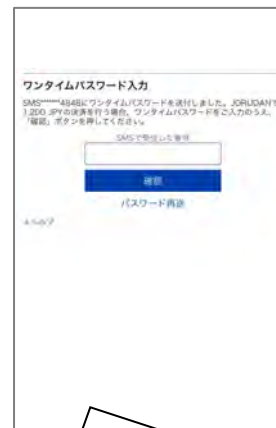 ワンタイムパスワード入力
SMS*******4848にワンタイムパスワードを送付しました。JORUDANで
1,200 JPYの決済を行う場合、ワンタイムパスワードをご入力のうえ、
「確認」ボタンを押してください。
SMSで受信した番号
確認
パスワード再送
ヘルプ